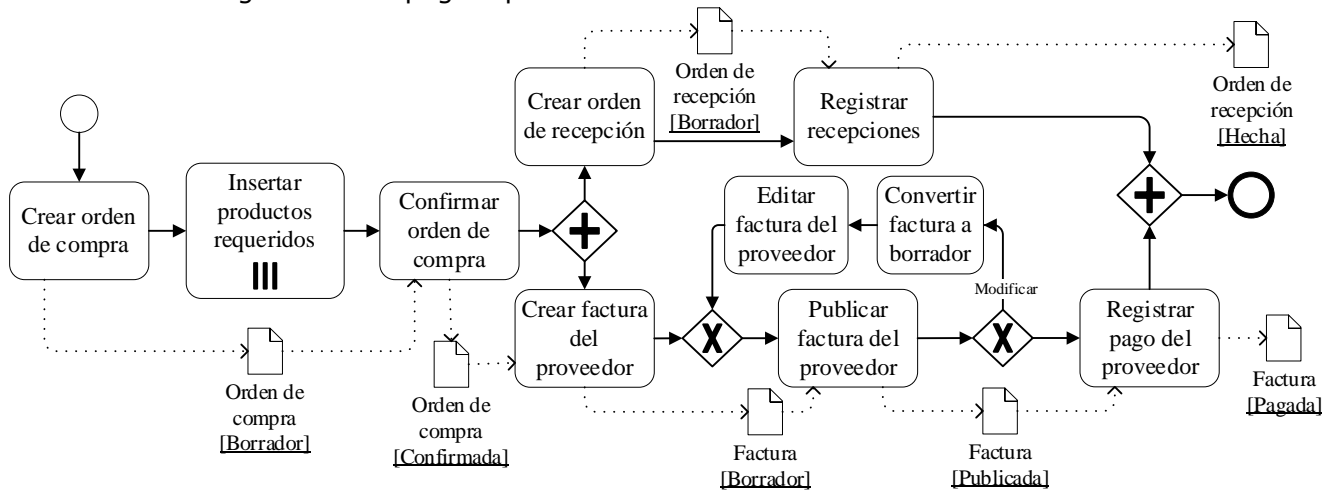 Crear orden
de compra
Insertar
productos
requeridos
Confirmar
orden de
compra
Crear orden
de recepción
Orden de
recepción
[Borrador]
Registrar
recepciones
Orden de
recepción
[Hecha]
Editar
factura del
proveedor
Convertir
factura a
borrador
Modificar
Crear factura
del
proveedor
Publicar
factura del
proveedor
Registrar
pago del
proveedor
Orden de
compra
[Borrador]
Orden de
compra
[Confirmada]
Factura
[Borrador]
Factura
[Publicada]
Factura
[Pagada]